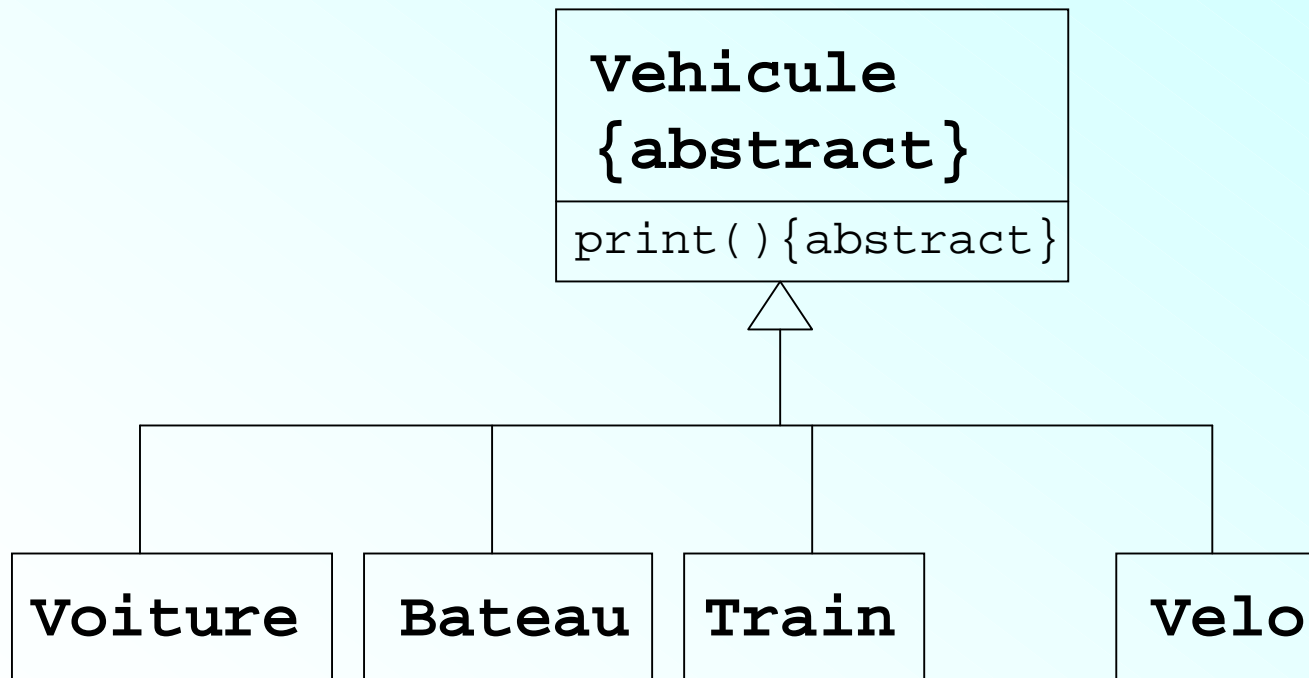 Vehicule
{abstract}
print(){abstract}
Voiture
Bateau
Train
Velo